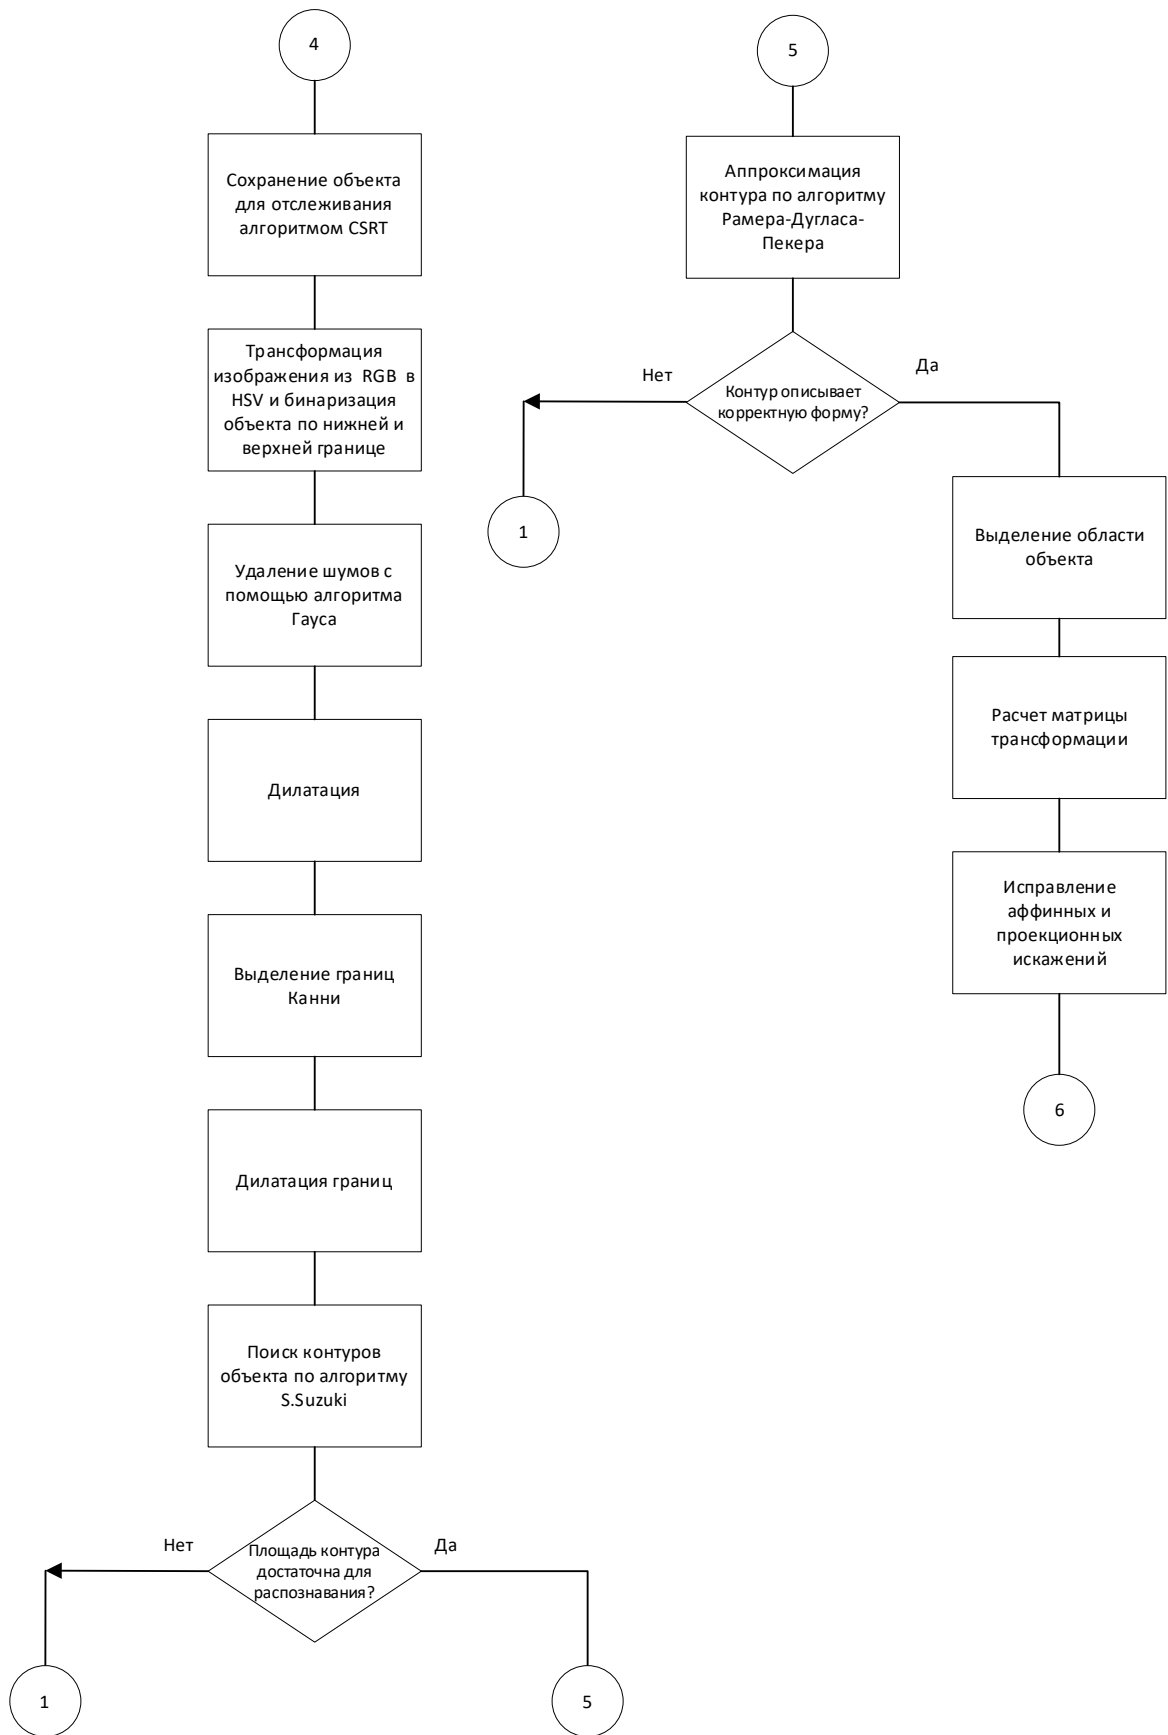 4
Сохранение объекта
для отслеживания
алгоритмом CSRT
Трансформация
изображения из RGB в
HSV и бинаризация
объекта по нижней и
верхней границе
Удаление шумов с
помощью алгоритма
Гауса
Дилатация
Выделение границ
Канни
Дилатация границ
Поиск контуров
объекта по алгоритму
S.Suzuki
Площадь контура
достаточна для
распознавания?
Нет
Да
1
5
5
Аппроксимация
контура по алгоритму
Рамера-Дугласа-
Пекера
Контур описывает
корректную форму?
Нет
Да
1
Выделение области
объекта
Расчет матрицы
трансформации
Исправление
аффинных и
проекционных
искажений
6